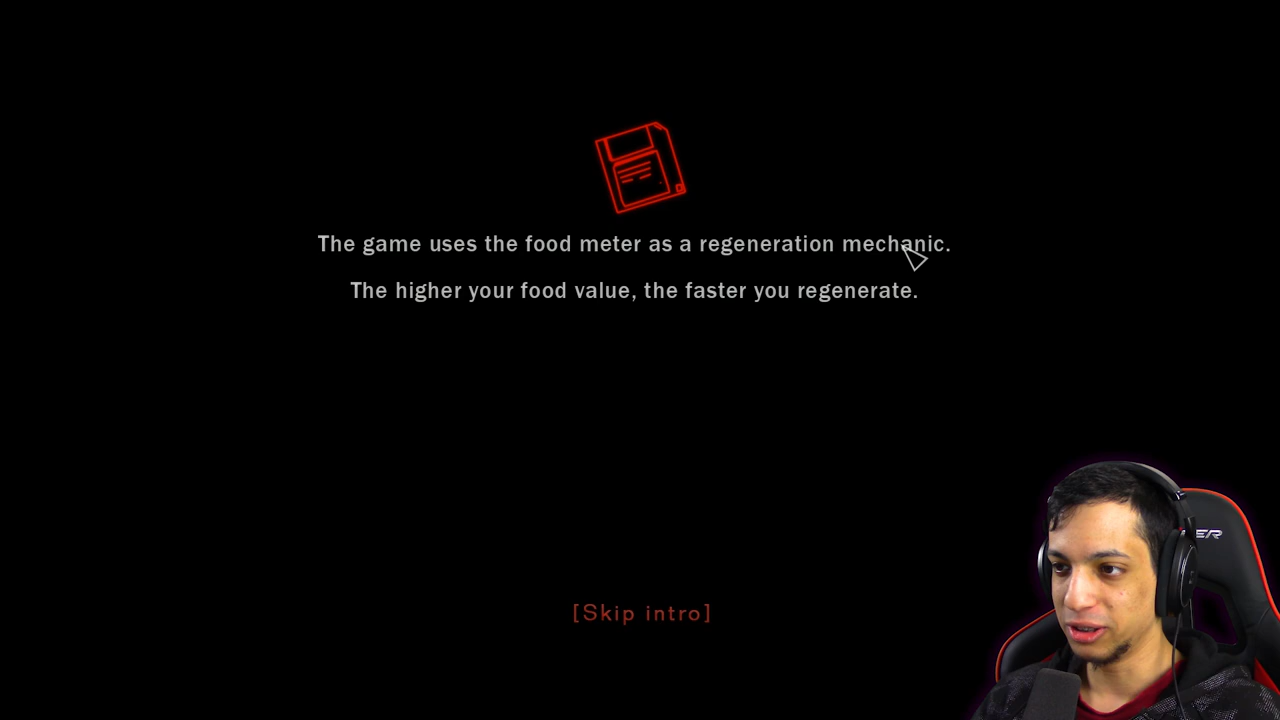 The game uses the food meter as a regeneration mechanic.
The higher your food value, the faster you regenerate.
[Skip intro]